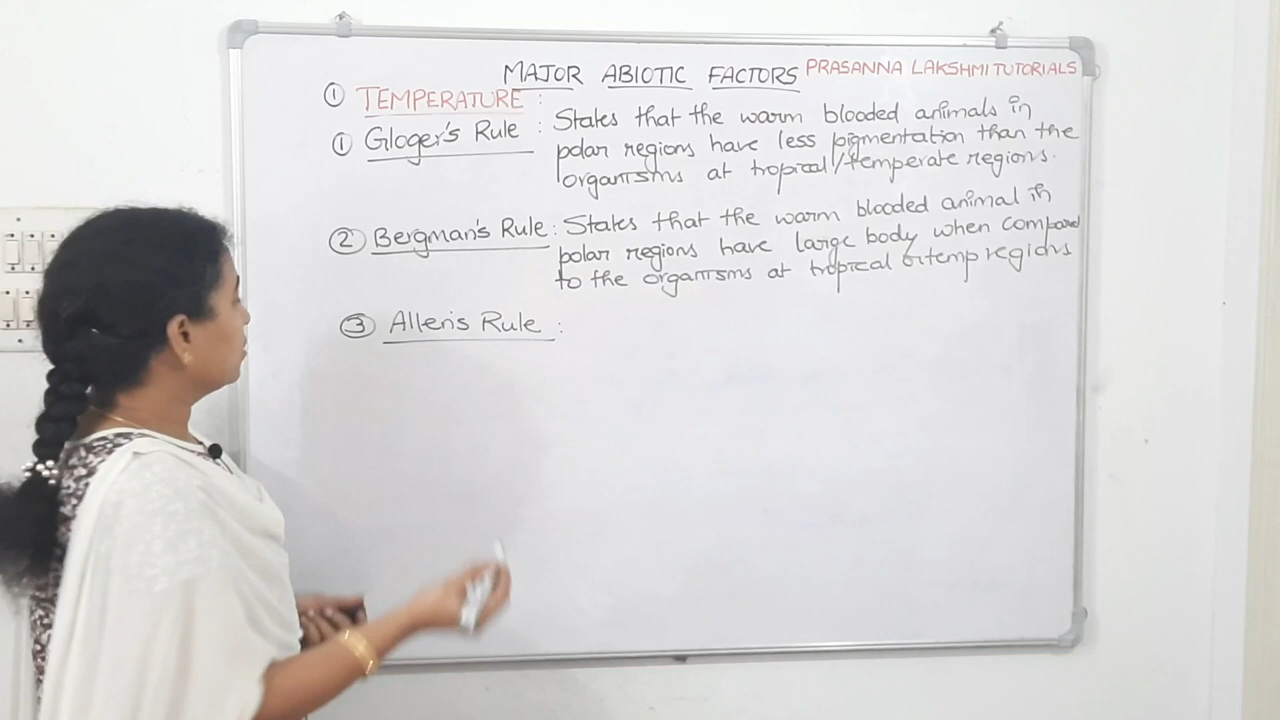 MAJOR ABIOTIC FACTORS PRASANNA LAKSHMI TUTORIALS
① TEMPERATURE :
① Gloger's Rule : States that the warm blooded animals in
polar regions have less pigmentation than the
organisms at tropical/temperate regions.
② Bergman's Rule : States that the warm blooded animal in
polar regions have large body when compared
to the organisms at tropical or temp regions
③ Allen's Rule :